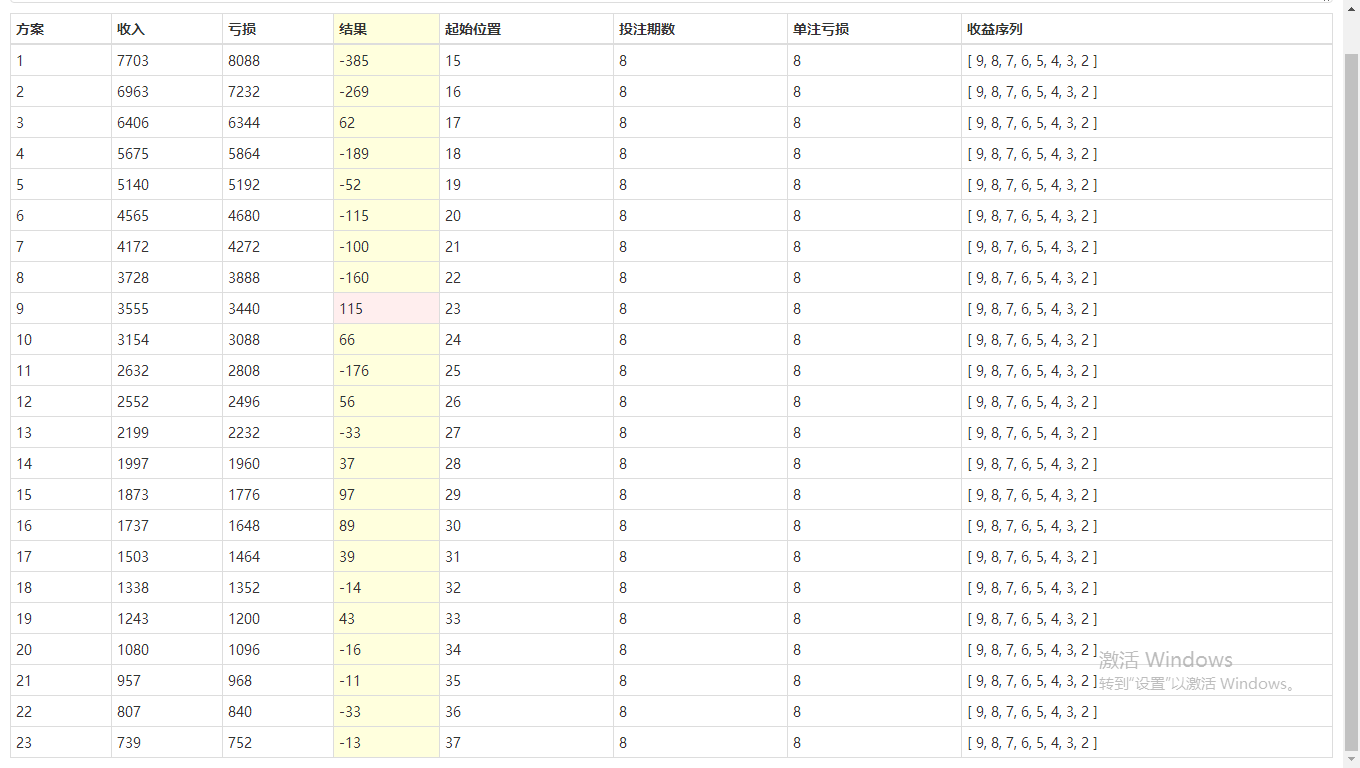 方案 收入 亏损 结果 起始位置 投注期数 单注亏损 收益序列
1 7703 8088 -385 15 8 8 [ 9, 8, 7, 6, 5, 4, 3, 2 ]
2 6963 7232 -269 16 8 8 [ 9, 8, 7, 6, 5, 4, 3, 2 ]
3 6406 6344 62 17 8 8 [ 9, 8, 7, 6, 5, 4, 3, 2 ]
4 5675 5864 -189 18 8 8 [ 9, 8, 7, 6, 5, 4, 3, 2 ]
5 5140 5192 -52 19 8 8 [ 9, 8, 7, 6, 5, 4, 3, 2 ]
6 4565 4680 -115 20 8 8 [ 9, 8, 7, 6, 5, 4, 3, 2 ]
7 4172 4272 -100 21 8 8 [ 9, 8, 7, 6, 5, 4, 3, 2 ]
8 3728 3888 -160 22 8 8 [ 9, 8, 7, 6, 5, 4, 3, 2 ]
9 3555 3440 115 23 8 8 [ 9, 8, 7, 6, 5, 4, 3, 2 ]
10 3154 3088 66 24 8 8 [ 9, 8, 7, 6, 5, 4, 3, 2 ]
11 2632 2808 -176 25 8 8 [ 9, 8, 7, 6, 5, 4, 3, 2 ]
12 2552 2496 56 26 8 8 [ 9, 8, 7, 6, 5, 4, 3, 2 ]
13 2199 2232 -33 27 8 8 [ 9, 8, 7, 6, 5, 4, 3, 2 ]
14 1997 1960 37 28 8 8 [ 9, 8, 7, 6, 5, 4, 3, 2 ]
15 1873 1776 97 29 8 8 [ 9, 8, 7, 6, 5, 4, 3, 2 ]
16 1737 1648 89 30 8 8 [ 9, 8, 7, 6, 5, 4, 3, 2 ]
17 1503 1464 39 31 8 8 [ 9, 8, 7, 6, 5, 4, 3, 2 ]
18 1338 1352 -14 32 8 8 [ 9, 8, 7, 6, 5, 4, 3, 2 ]
19 1243 1200 43 33 8 8 [ 9, 8, 7, 6, 5, 4, 3, 2 ]
20 1080 1096 -16 34 8 8 [ 9, 8, 7, 6, 5, 4, 3, 2 ]
激活 Windows
21 957 968 -11 35 8 8 [ 9, 8, 7, 6, 5, 4, 3, 2 ]
转到“设置”以激活 Windows。
22 807 840 -33 36 8 8 [ 9, 8, 7, 6, 5, 4, 3, 2 ]
23 739 752 -13 37 8 8 [ 9, 8, 7, 6, 5, 4, 3, 2 ]